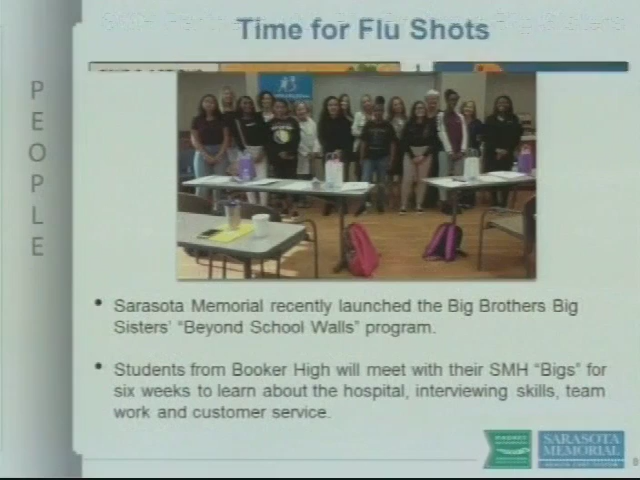 Time for Flu Shots
PEOPLE
• Sarasota Memorial recently launched the Big Brothers Big
Sisters' "Beyond School Walls" program.
• Students from Booker High will meet with their SMH "Bigs" for
six weeks to learn about the hospital, interviewing skills, team
work and customer service.
SARASOTA
MEMORIAL